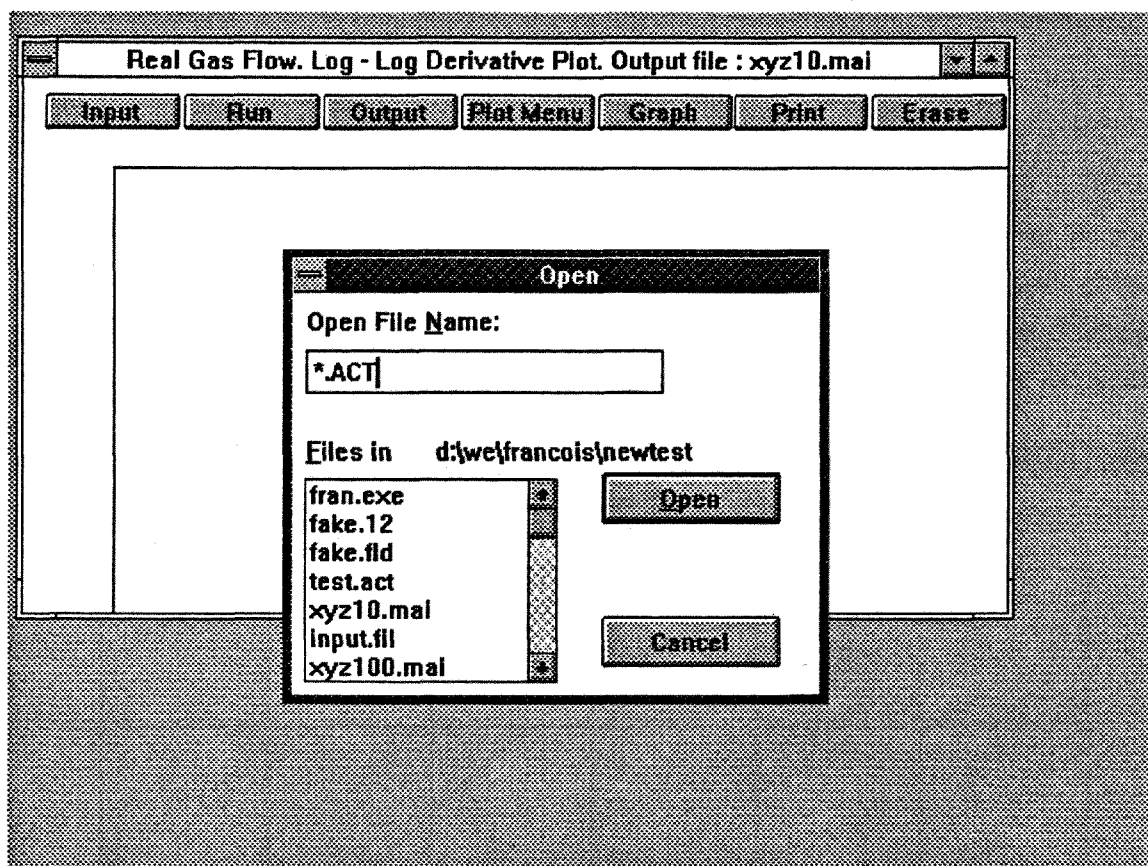 Real Gas Flow. Log - Log Derivative Plot. Output file : xyz10.mai
Input Run Output Plot Menu Graph Print Erase
Open
Open File Name:
*.ACT
Files in d:\we\francois\newtest
fran.exe
fake.12
fake.fld
test.act
xyz10.mai
input.fil
xyz100.mai
Open
Cancel